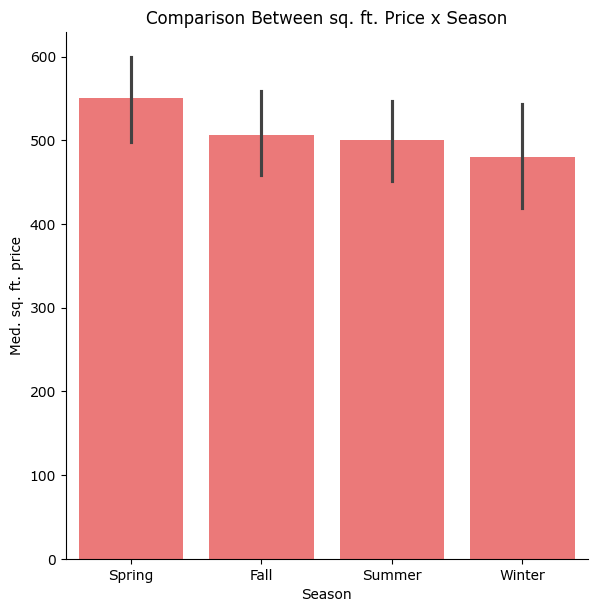 Comparison Between sq. ft. Price x Season
Med. sq. ft. price
600
500
400
300
200
100
0
Spring Fall Summer Winter
Season